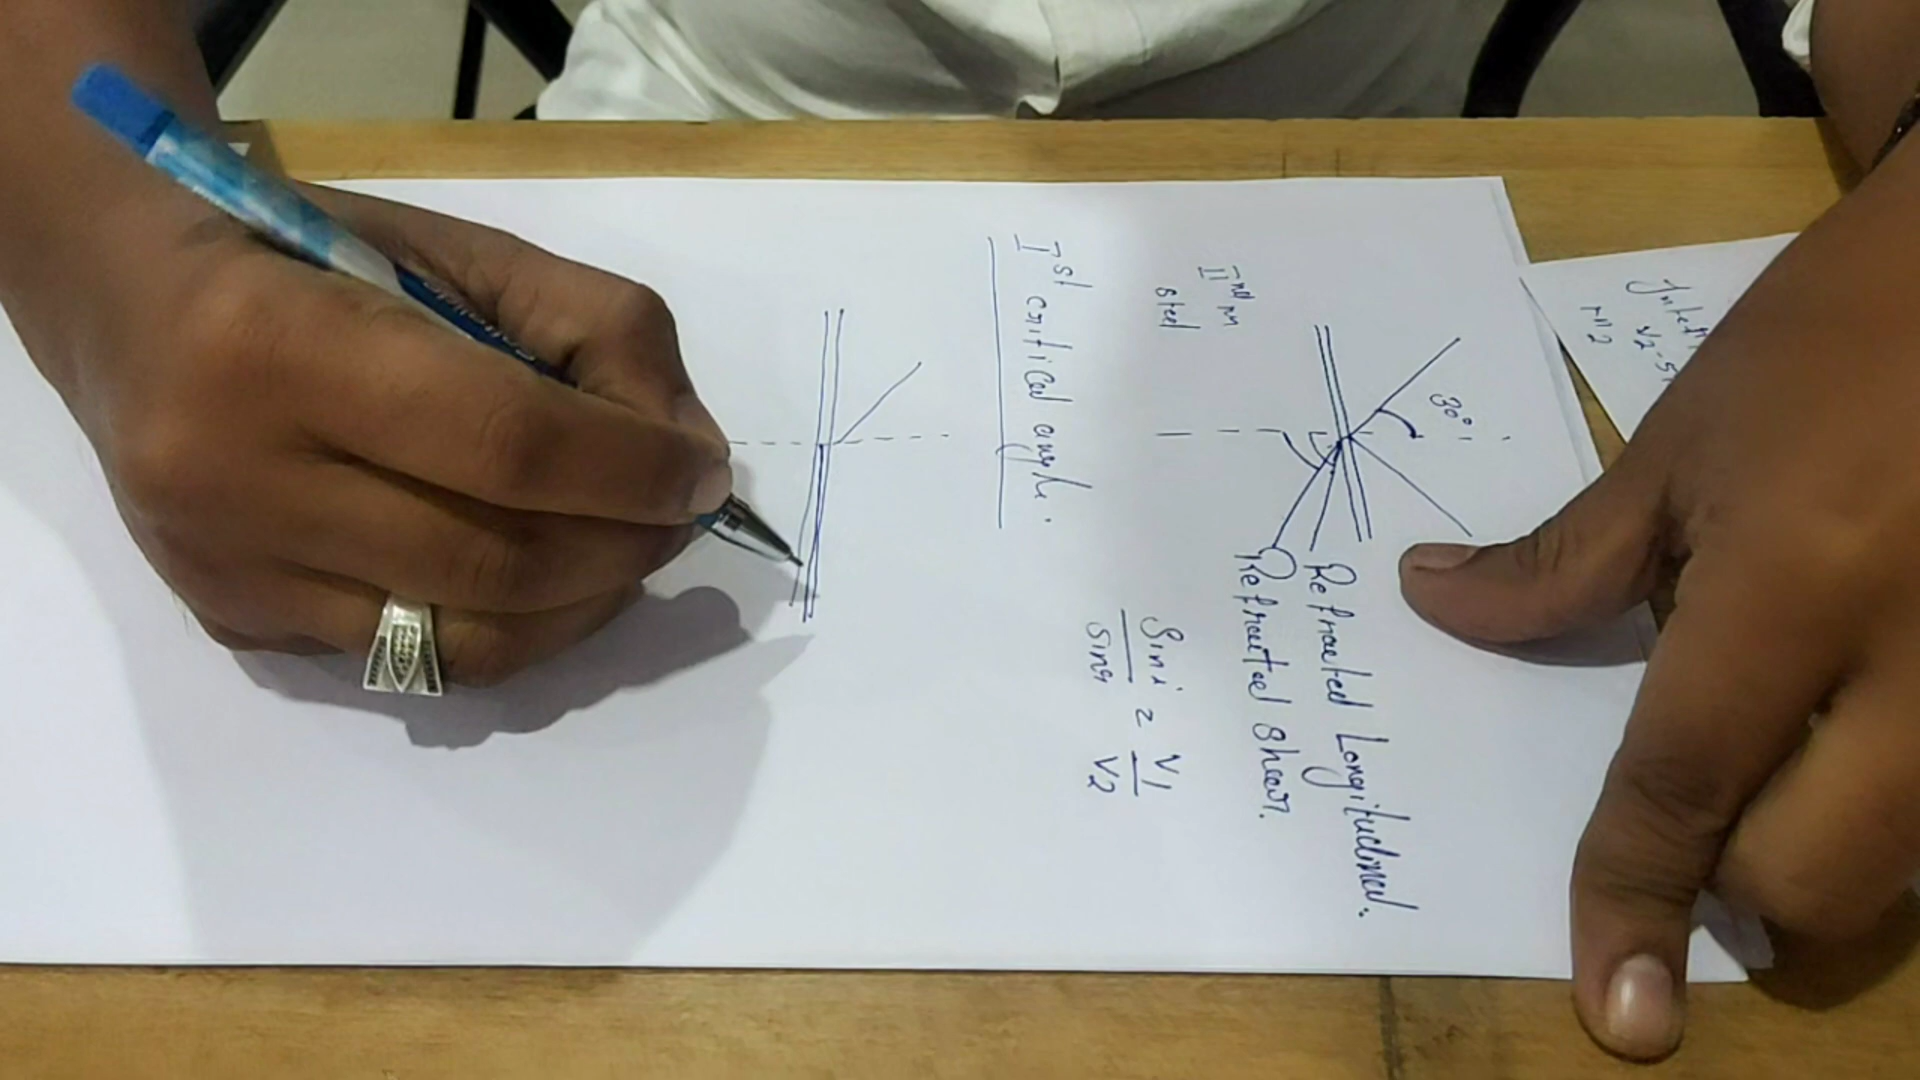 30°
IInd m
steel
Refracted Longitudinal.
Refracted Shear.
Sin i = V1
Sin r V2
Ist critical angle.